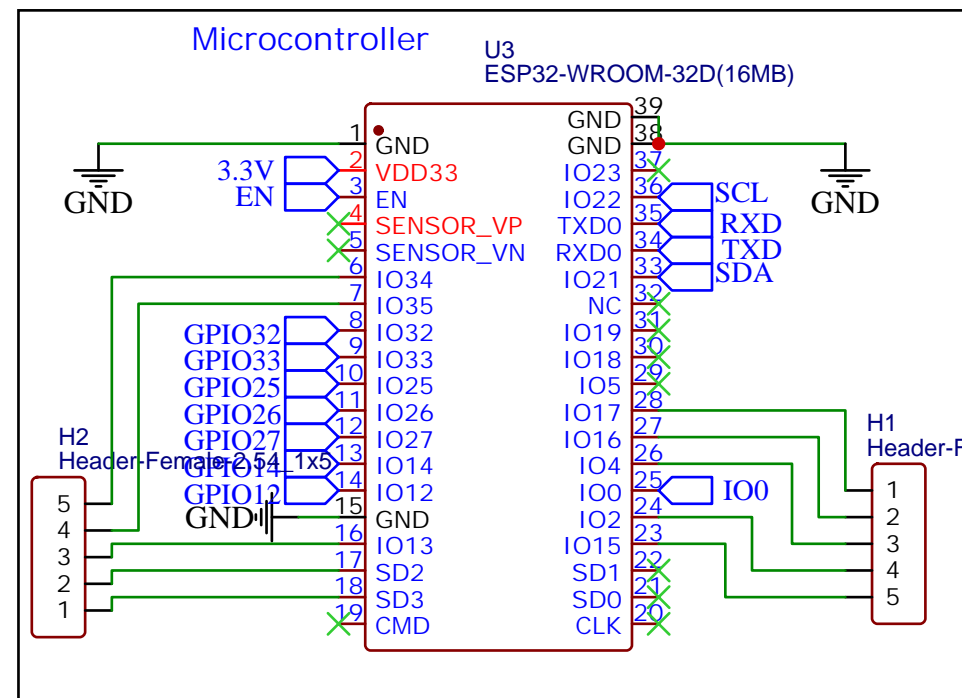 Microcontroller
U3
ESP32-WROOM-32D(16MB)
39
GND
1
GND
GND
38
GND
GND
3.3V
2
VDD33
IO23
37
EN
3
EN
IO22
36
SCL
4
SENSOR_VP
TXD0
35
RXD
5
SENSOR_VN
RXD0
34
TXD
6
IO34
IO21
33
SDA
7
IO35
NC
32
GPIO32
8
IO32
IO19
31
GPIO33
9
IO33
IO18
30
GPIO25
10
IO25
IO5
29
GPIO26
11
IO26
IO17
28
GPIO27
12
IO27
IO16
27
GPIO14
13
IO14
IO4
26
GPIO12
14
IO12
IO0
25
IO0
GND
15
GND
IO2
24
16
IO13
IO15
23
17
SD2
SD1
22
18
SD3
SD0
21
19
CMD
CLK
20
H2
Header-Female-2.54_1x5
5
4
3
2
1
H1
Header-F
1
2
3
4
5